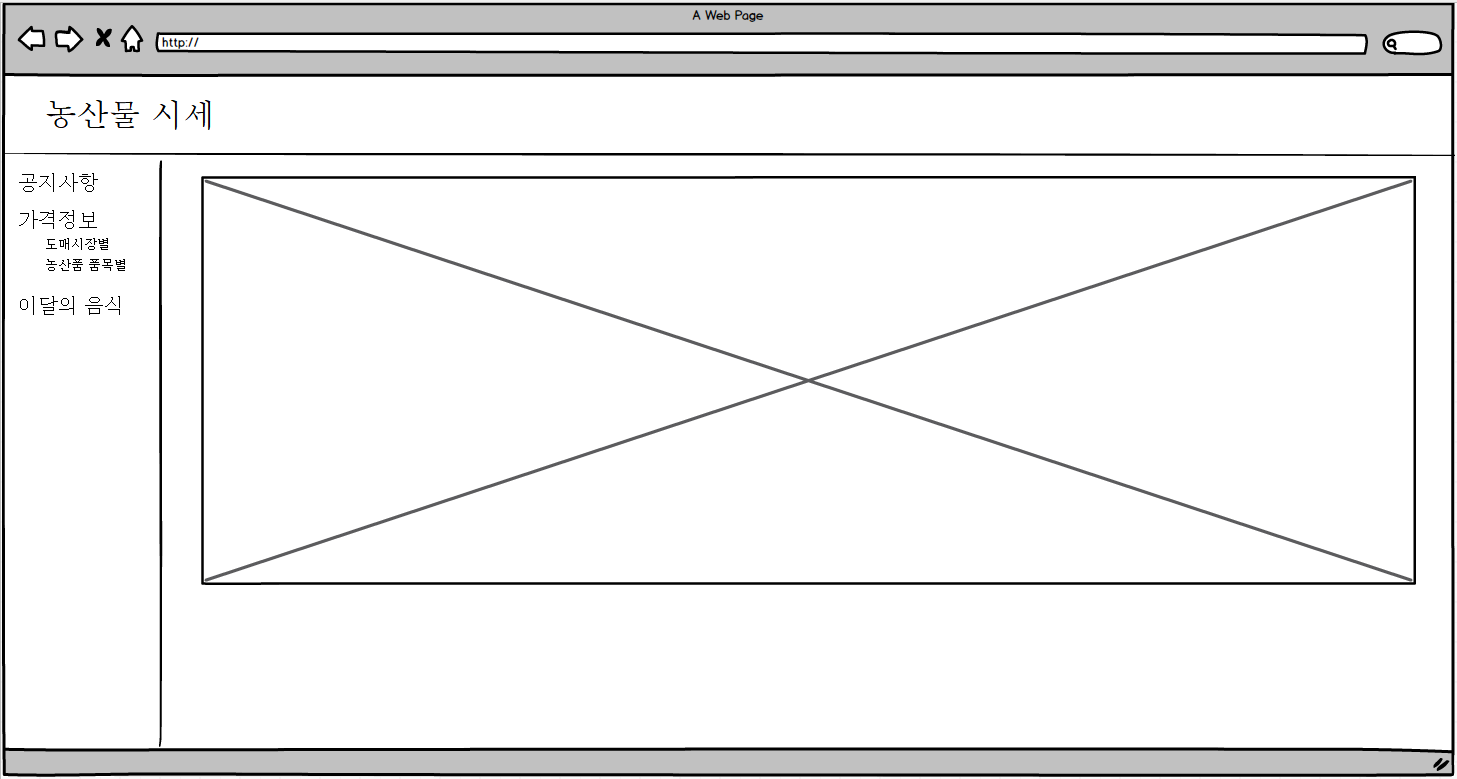 A Web Page
http://
농산물 시세
공지사항
가격정보
도매시장별
농산품 품목별
이달의 음식